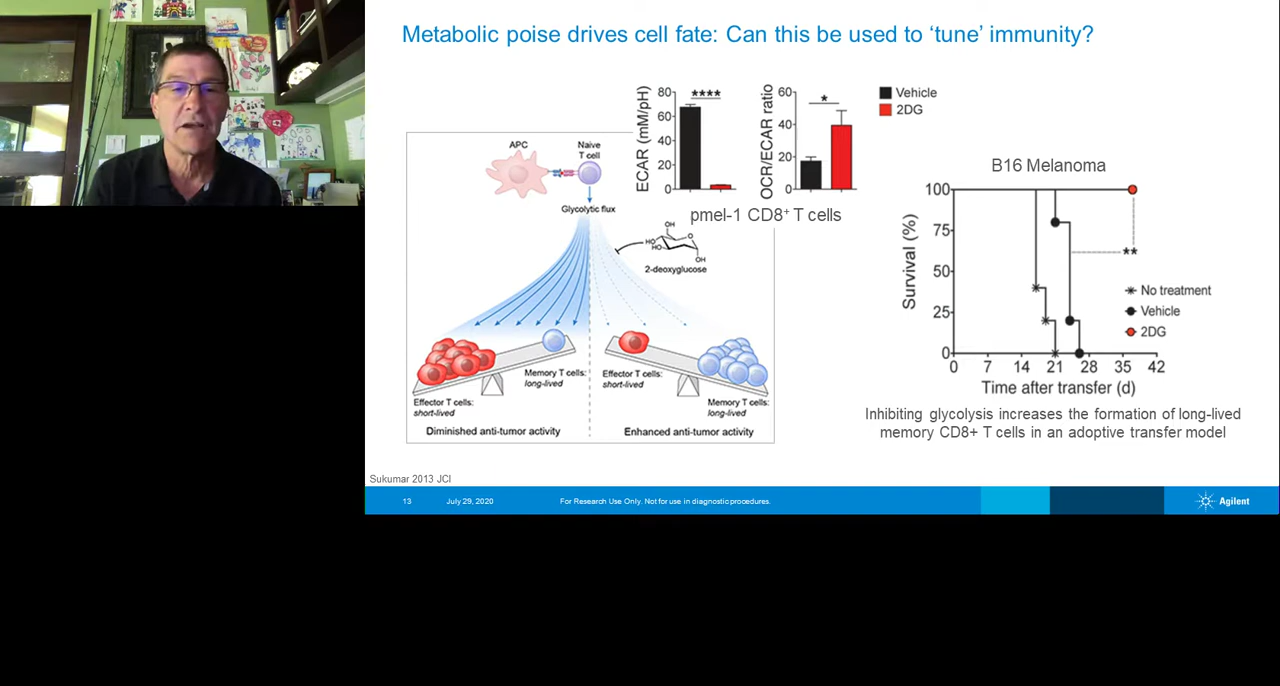 Metabolic poise drives cell fate: Can this be used to ‘tune’ immunity?
APC
Naive
T cell
Glycolytic flux
OH
HO
HO
O
OH
2-deoxyglucose
Memory T cells:
long-lived
Effector T cells:
short-lived
Diminished anti-tumor activity
Effector T cells:
short-lived
Memory T cells:
long-lived
Enhanced anti-tumor activity
ECAR (mM/pH)
80
60
40
20
0
****
OCR/ECAR ratio
60
40
20
0
*
Vehicle
2DG
pmel-1 CD8+ T cells
B16 Melanoma
Survival (%)
100
75
50
25
0
**
No treatment
Vehicle
2DG
0 7 14 21 28 35 42
Time after transfer (d)
Inhibiting glycolysis increases the formation of long-lived
memory CD8+ T cells in an adoptive transfer model
Sukumar 2013 JCI
13 July 29, 2020 For Research Use Only. Not for use in diagnostic procedures. Agilent